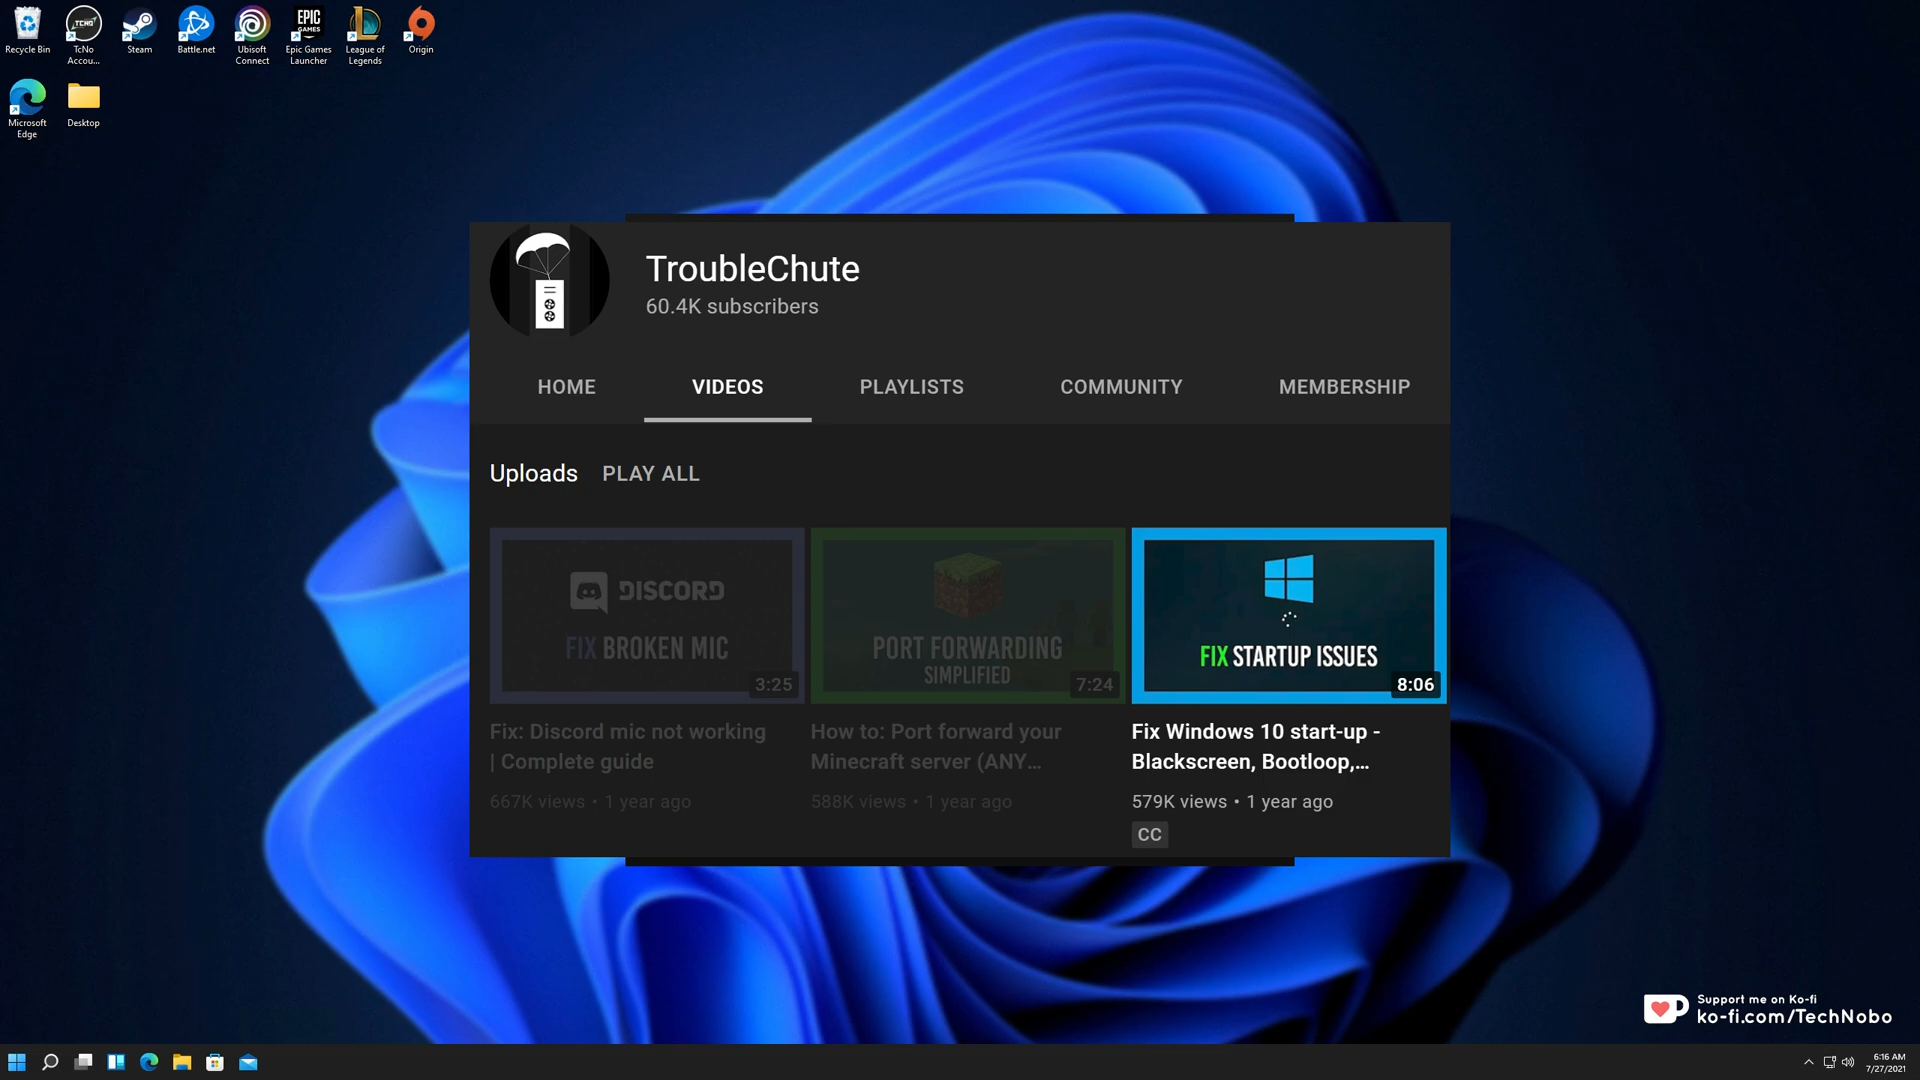 Recycle Bin
TcNo
Accou...
Steam
Battle.net
Ubisoft
Connect
EPIC
GAMES
Epic Games
Launcher
League of
Legends
Origin
Microsoft
Edge
Desktop
TroubleChute
60.4K subscribers
HOME
VIDEOS
PLAYLISTS
COMMUNITY
MEMBERSHIP
Uploads
PLAY ALL
DISCORD
FIX BROKEN MIC
3:25
PORT FORWARDING
SIMPLIFIED
7:24
FIX STARTUP ISSUES
8:06
Fix: Discord mic not working
| Complete guide
667K views • 1 year ago
How to: Port forward your
Minecraft server (ANY...
588K views • 1 year ago
Fix Windows 10 start-up -
Blackscreen, Bootloop,...
579K views • 1 year ago
CC
Support me on Ko-fi
ko-fi.com/TechNobo
6:16 AM
7/27/2021